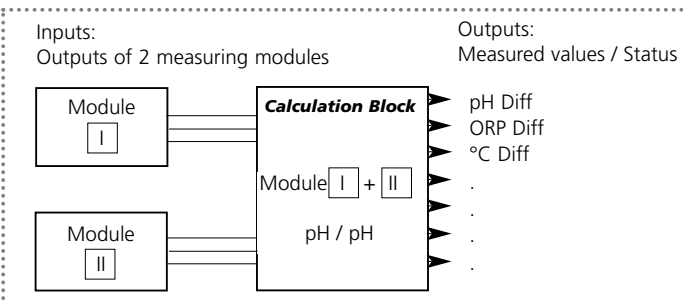 Inputs:
Outputs of 2 measuring modules
Outputs:
Measured values / Status
Module
I
Module
II
Calculation Block
Module I + II
pH / pH
pH Diff
ORP Diff
°C Diff
.
.
.
.